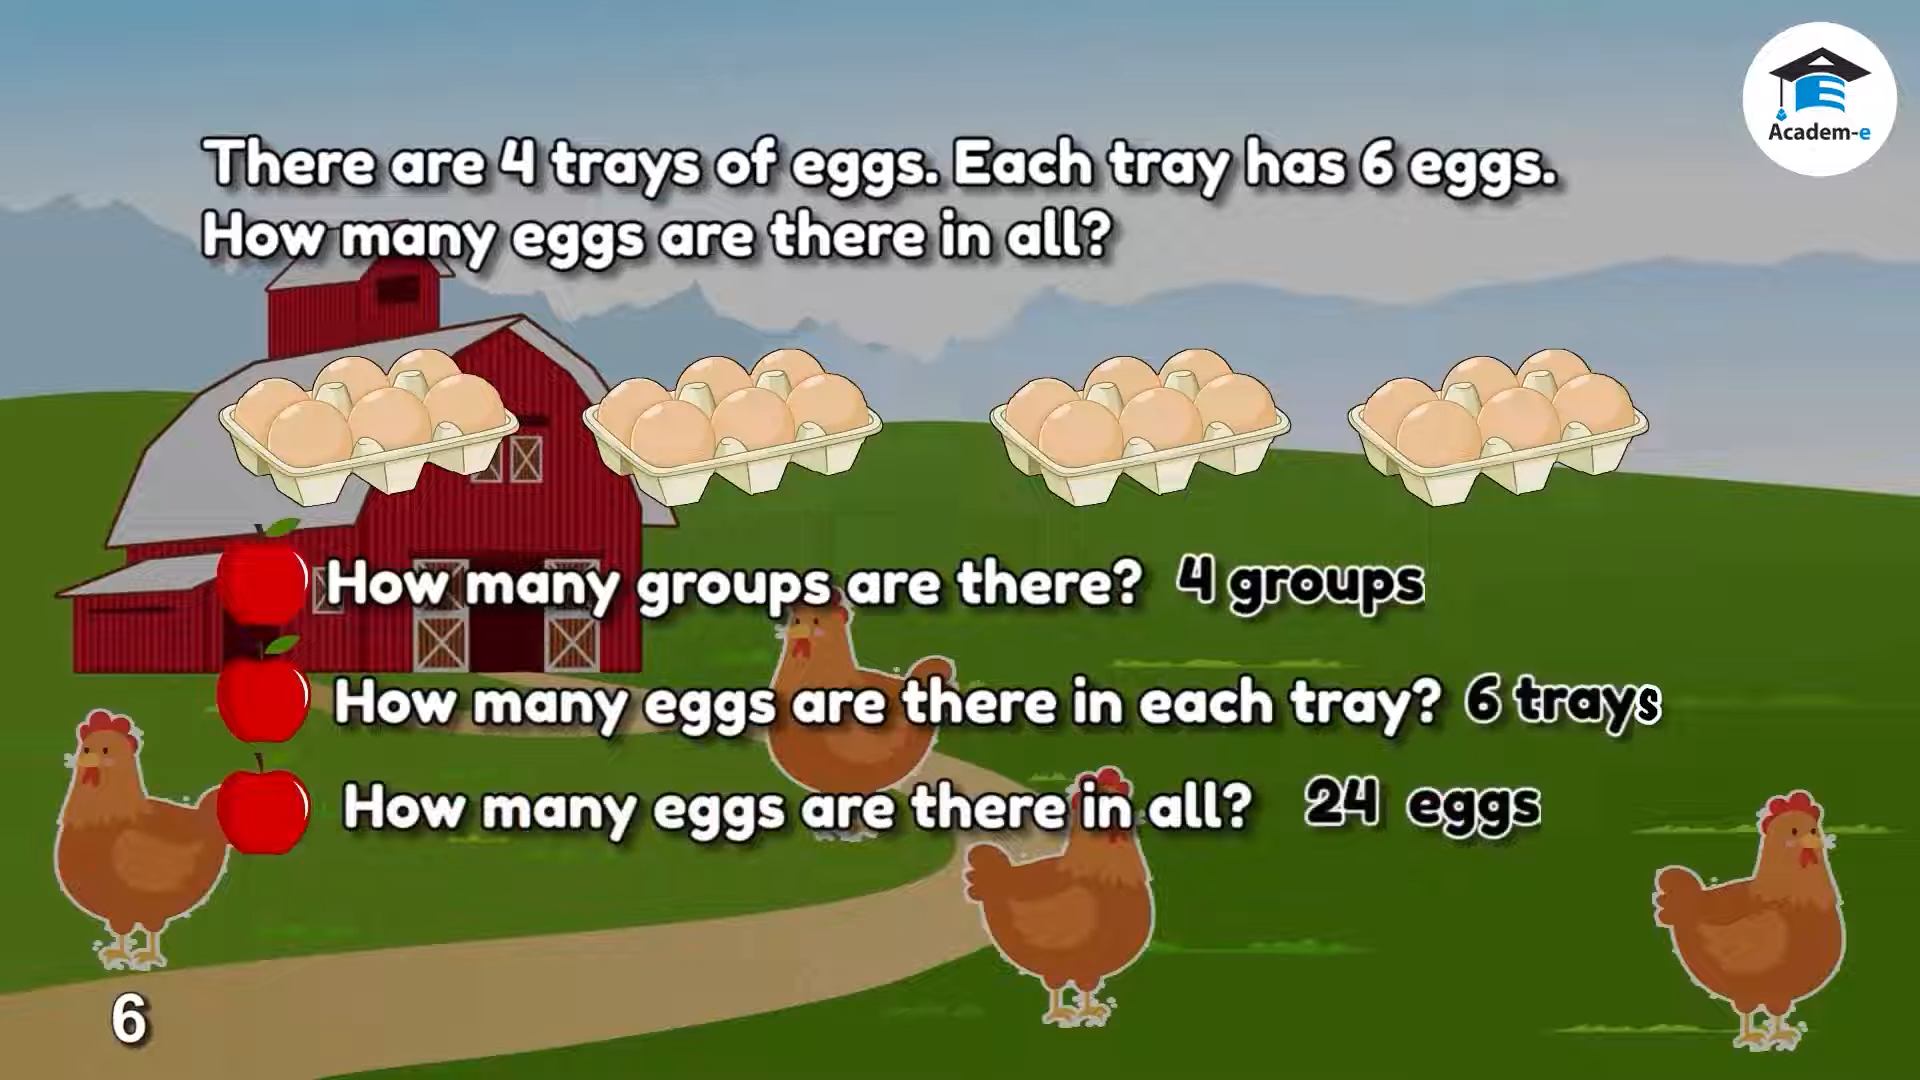 Academ-e
There are 4 trays of eggs. Each tray has 6 eggs.
How many eggs are there in all?
How many groups are there? 4 groups
How many eggs are there in each tray? 6 trays
How many eggs are there in all? 24 eggs
6